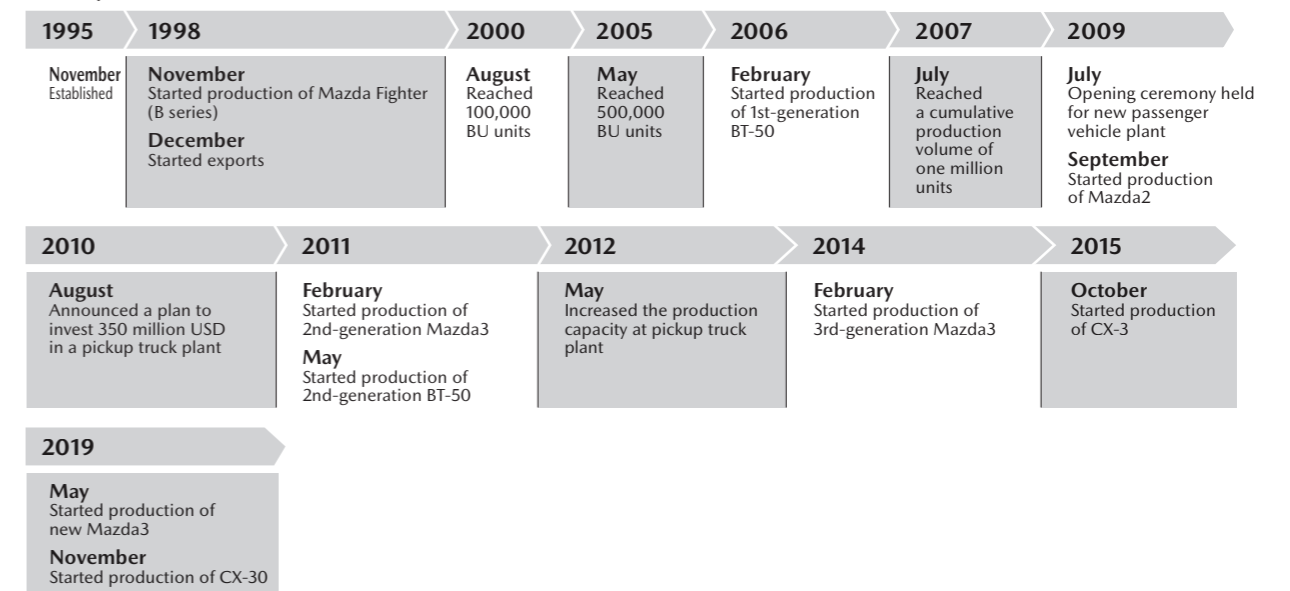 1995
November
Established
1998
November
Started production of Mazda Fighter
(B series)
December
Started exports
2000
August
Reached
100,000
BU units
2005
May
Reached
500,000
BU units
2006
February
Started production
of 1st-generation
BT-50
2007
July
Reached
a cumulative
production
volume of
one million
units
2009
July
Opening ceremony held
for new passenger
vehicle plant
September
Started production
of Mazda2
2010
August
Announced a plan to
invest 350 million USD
in a pickup truck plant
2011
February
Started production of
2nd-generation Mazda3
May
Started production of
2nd-generation BT-50
2012
May
Increased the production
capacity at pickup truck
plant
2014
February
Started production of
3rd-generation Mazda3
2015
October
Started production
of CX-3
2019
May
Started production of
new Mazda3
November
Started production of CX-30